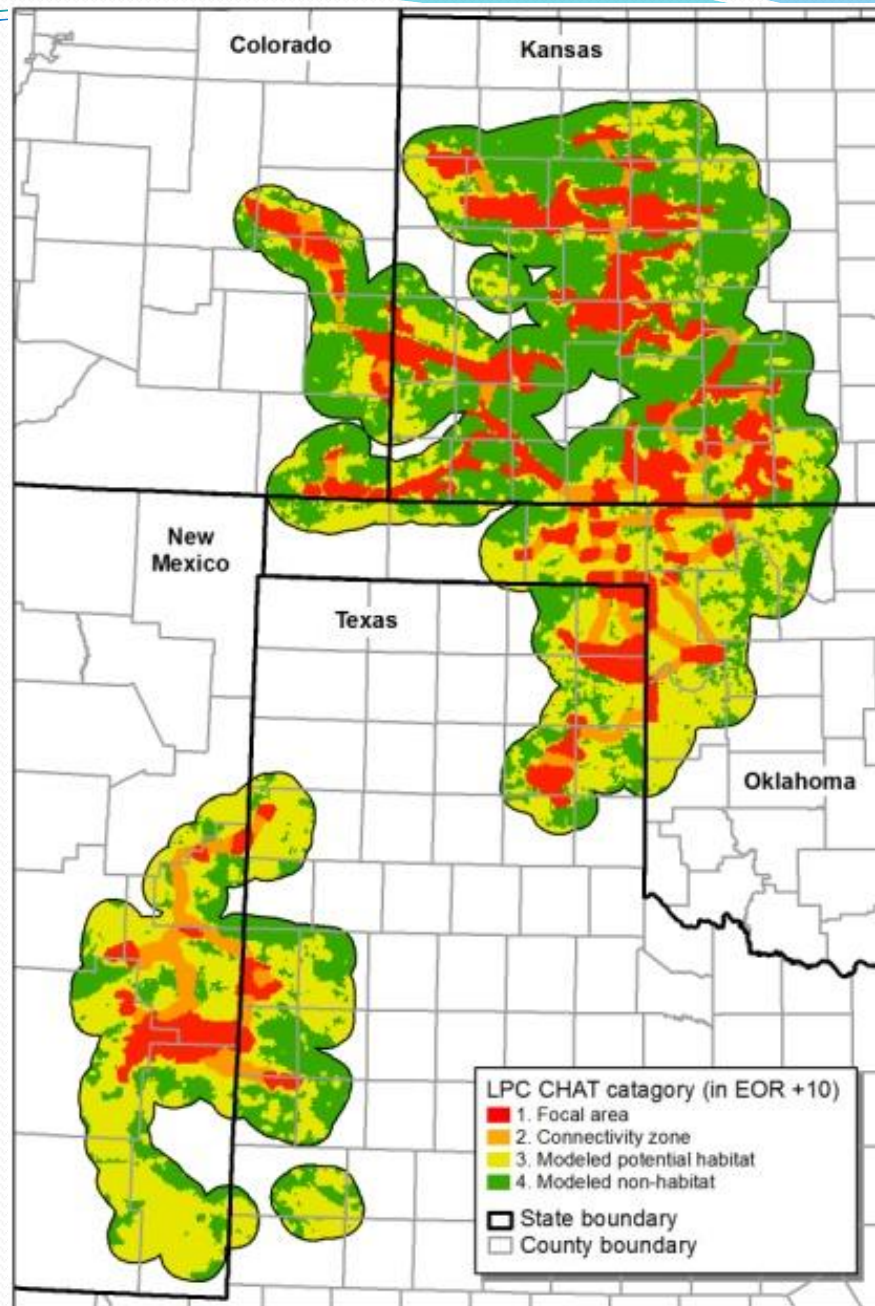 Colorado
Kansas
New
Mexico
Texas
Oklahoma
LPC CHAT catagory (in EOR +10)
1. Focal area
2. Connectivity zone
3. Modeled potential habitat
4. Modeled non-habitat
State boundary
County boundary